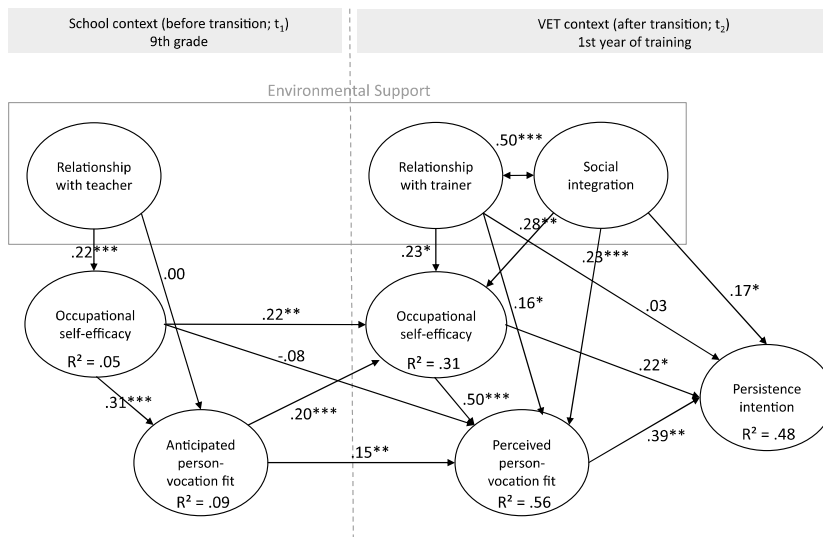 School context (before transition; t1)
9th grade
VET context (after transition; t2)
1st year of training
Environmental Support
.50***
Relationship
with teacher
Relationship
with trainer
Social
integration
.22***
.00
.23*
.28**
.23***
.16*
.03
.17*
Occupational
self-efficacy
R² = .05
.22**
-.08
Occupational
self-efficacy
R² = .31
.22*
.31***
.20***
.50***
Persistence
intention
R² = .48
Anticipated
person-
vocation fit
R² = .09
.15**
Perceived
person-
vocation fit
R² = .56
.39**